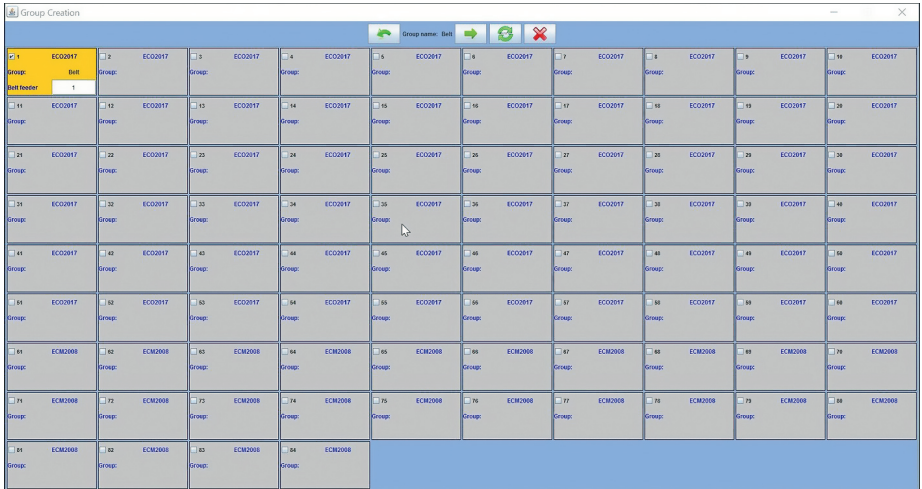 Group Creation
Group name: Belt
1 ECO2017 2 ECO2017 3 ECO2017 4 ECO2017 5 ECO2017 6 ECO2017 7 ECO2017 8 ECO2017 9 ECO2017 10 ECO2017
Group: Belt Group: Group: Group: Group: Group: Group: Group: Group: Group:
Belt feeder 1
11 ECO2017 12 ECO2017 13 ECO2017 14 ECO2017 15 ECO2017 16 ECO2017 17 ECO2017 18 ECO2017 19 ECO2017 20 ECO2017
Group: Group: Group: Group: Group: Group: Group: Group: Group: Group:
21 ECO2017 22 ECO2017 23 ECO2017 24 ECO2017 25 ECO2017 26 ECO2017 27 ECO2017 28 ECO2017 29 ECO2017 30 ECO2017
Group: Group: Group: Group: Group: Group: Group: Group: Group: Group:
31 ECO2017 32 ECO2017 33 ECO2017 34 ECO2017 35 ECO2017 36 ECO2017 37 ECO2017 38 ECO2017 39 ECO2017 40 ECO2017
Group: Group: Group: Group: Group: Group: Group: Group: Group: Group:
41 ECO2017 42 ECO2017 43 ECO2017 44 ECO2017 45 ECO2017 46 ECO2017 47 ECO2017 48 ECO2017 49 ECO2017 50 ECO2017
Group: Group: Group: Group: Group: Group: Group: Group: Group: Group:
51 ECO2017 52 ECO2017 53 ECO2017 54 ECO2017 55 ECO2017 56 ECO2017 57 ECO2017 58 ECO2017 59 ECO2017 60 ECO2017
Group: Group: Group: Group: Group: Group: Group: Group: Group: Group:
61 ECM2008 62 ECM2008 63 ECM2008 64 ECM2008 65 ECM2008 66 ECM2008 67 ECM2008 68 ECM2008 69 ECM2008 70 ECM2008
Group: Group: Group: Group: Group: Group: Group: Group: Group: Group:
71 ECM2008 72 ECM2008 73 ECM2008 74 ECM2008 75 ECM2008 76 ECM2008 77 ECM2008 78 ECM2008 79 ECM2008 80 ECM2008
Group: Group: Group: Group: Group: Group: Group: Group: Group: Group:
81 ECM2008 82 ECM2008 83 ECM2008 84 ECM2008
Group: Group: Group: Group: